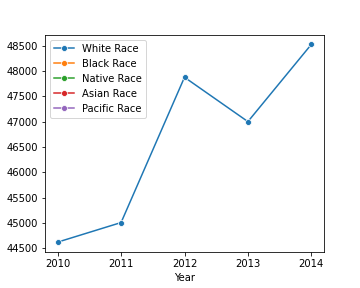 48500
48000
47500
47000
46500
46000
45500
45000
44500
White Race
Black Race
Native Race
Asian Race
Pacific Race
2010 2011 2012 2013 2014
Year